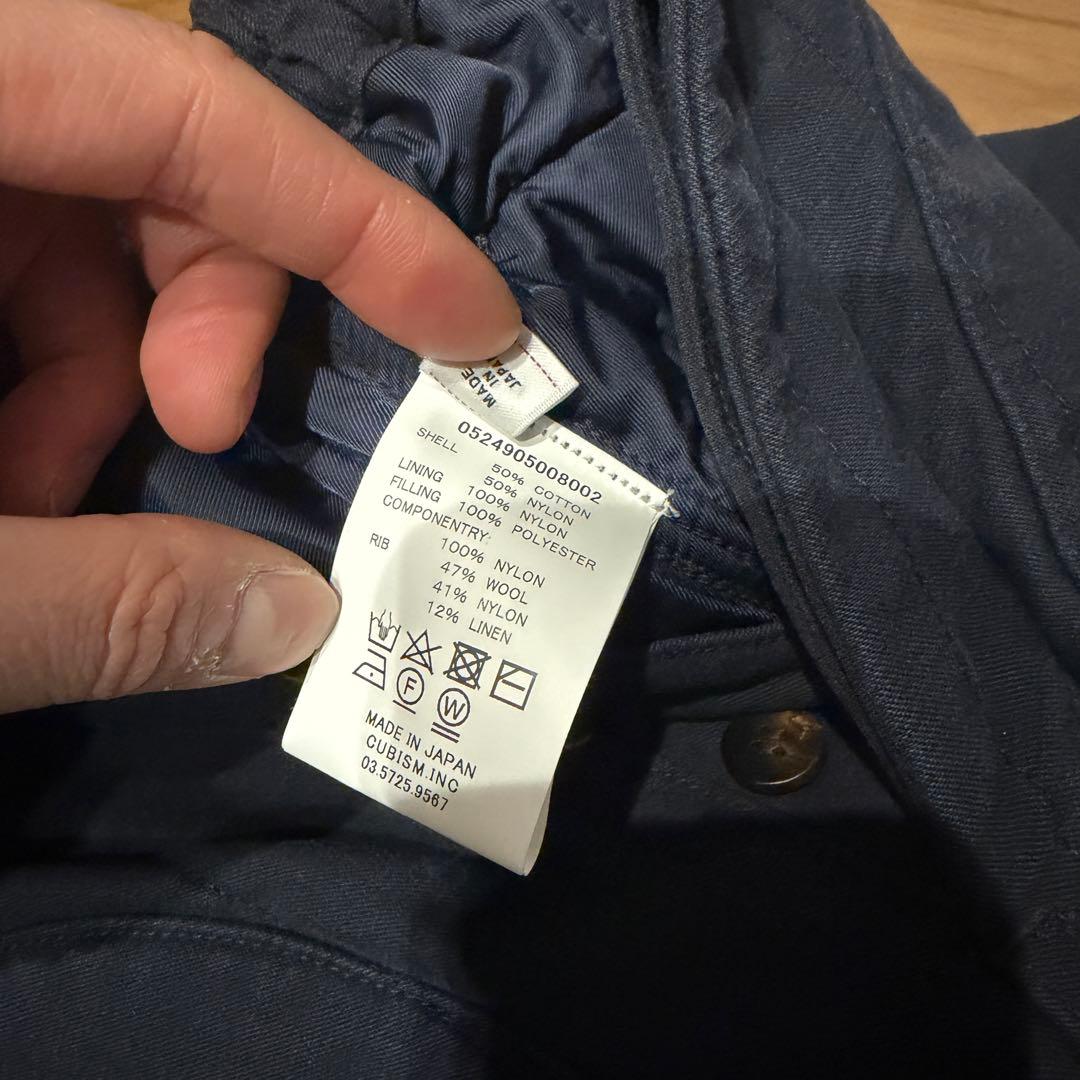 MADE
IN
JAPAN
0524905008002
SHELL 50% COTTON
50% NYLON
LINING 100% NYLON
FILLING 100% POLYESTER
COMPONENTRY:
100% NYLON
RIB 47% WOOL
41% NYLON
12% LINEN
F
W
MADE IN JAPAN
CUBISM.INC
03.5725.9567